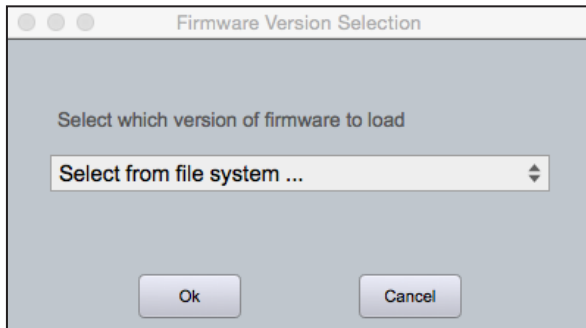 Firmware Version Selection
Select which version of firmware to load
Select from file system ...
Ok
Cancel